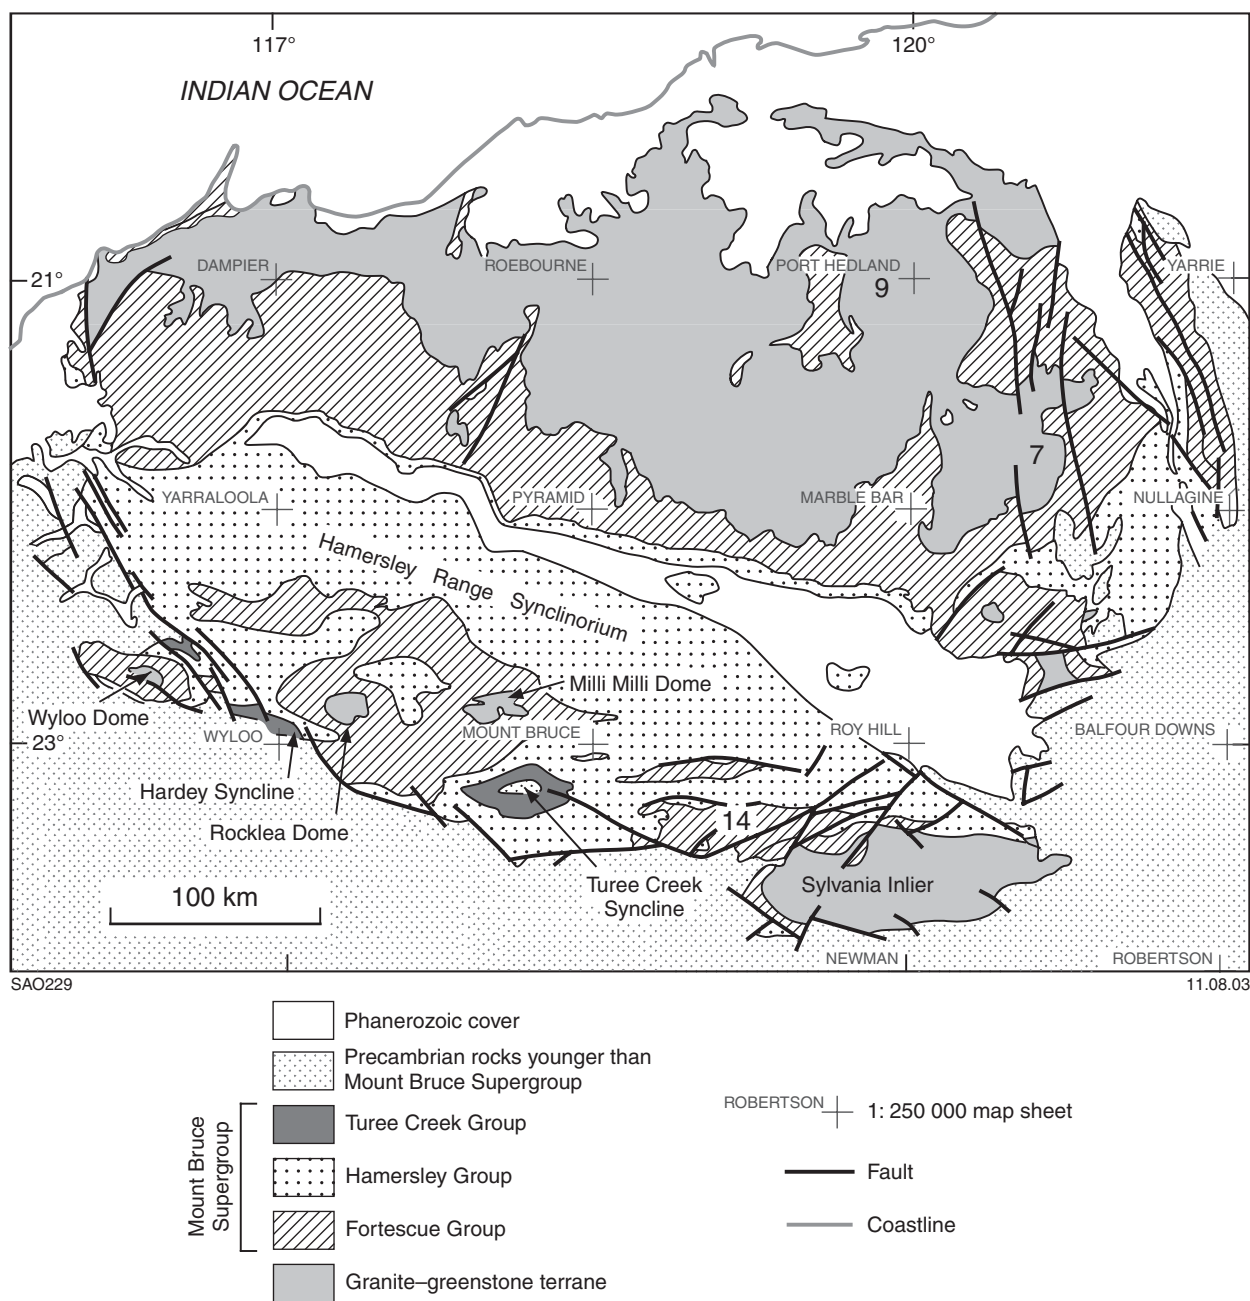 117°
120°
INDIAN OCEAN
21°
DAMPIER
ROEBOURNE
PORT HEDLAND
YARRIE
9
7
YARRALOOLA
PYRAMID
MARBLE BAR
NULLAGINE
Hamersley Range Synclinorium
Milli Milli Dome
Wyloo Dome
23°
WYLOO
MOUNT BRUCE
ROY HILL
BALFOUR DOWNS
Hardey Syncline
Rocklea Dome
14
100 km
Turee Creek
Syncline
Sylvania Inlier
NEWMAN
ROBERTSON
SAO229
11.08.03
Phanerozoic cover
Precambrian rocks younger than
Mount Bruce Supergroup
Mount Bruce
Supergroup
Turee Creek Group
Hamersley Group
Fortescue Group
Granite–greenstone terrane
ROBERTSON
1: 250 000 map sheet
Fault
Coastline